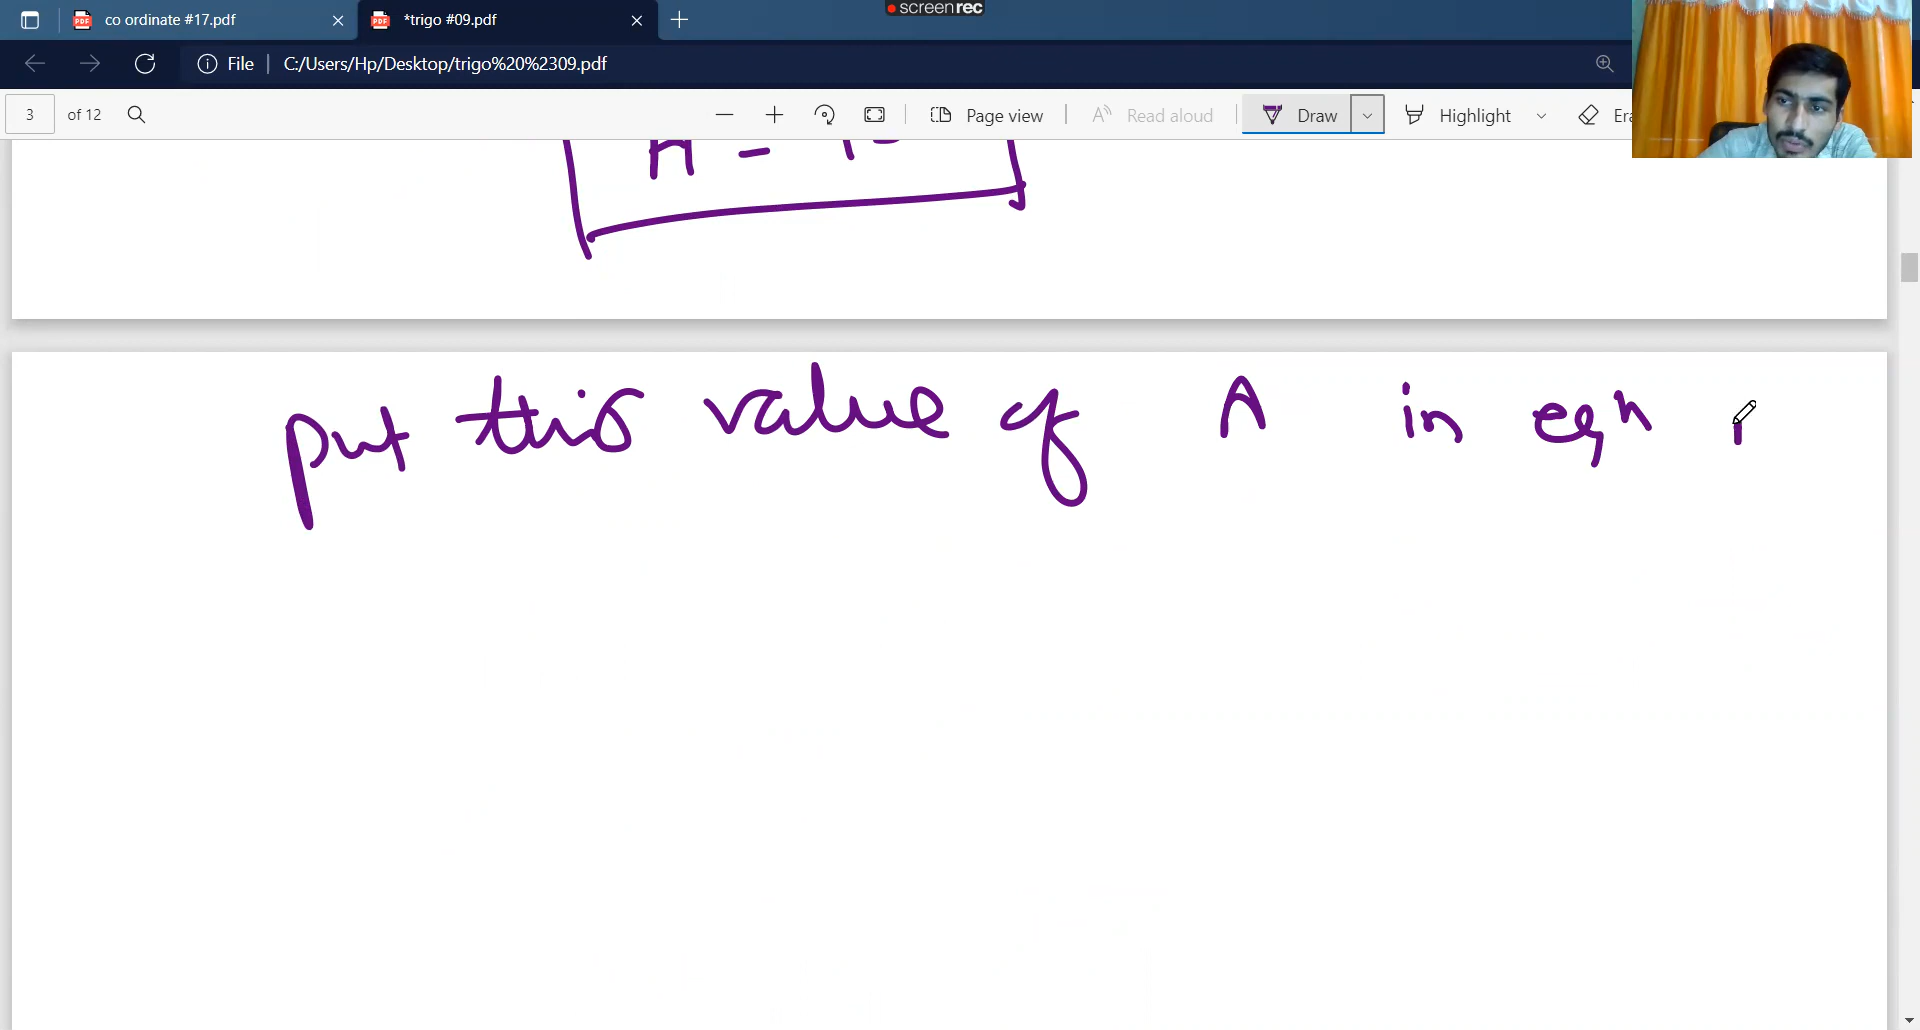 co ordinate #17.pdf
*trigo #09.pdf
screenrec
File
C:/Users/Hp/Desktop/trigo%20%2309.pdf
3 of 12
Page view
Read aloud
Draw
Highlight
A =
put this value of A in eqn